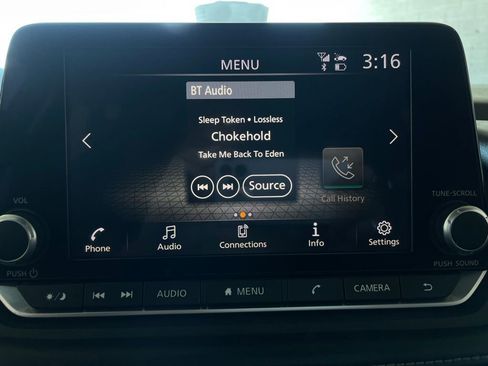 MENU
3:16
BT Audio
Sleep Token • Lossless
Chokehold
Take Me Back To Eden
Source
Call History
VOL
TUNE·SCROLL
Phone
Audio
Connections
Info
Settings
PUSH
PUSH SOUND
AUDIO
MENU
CAMERA